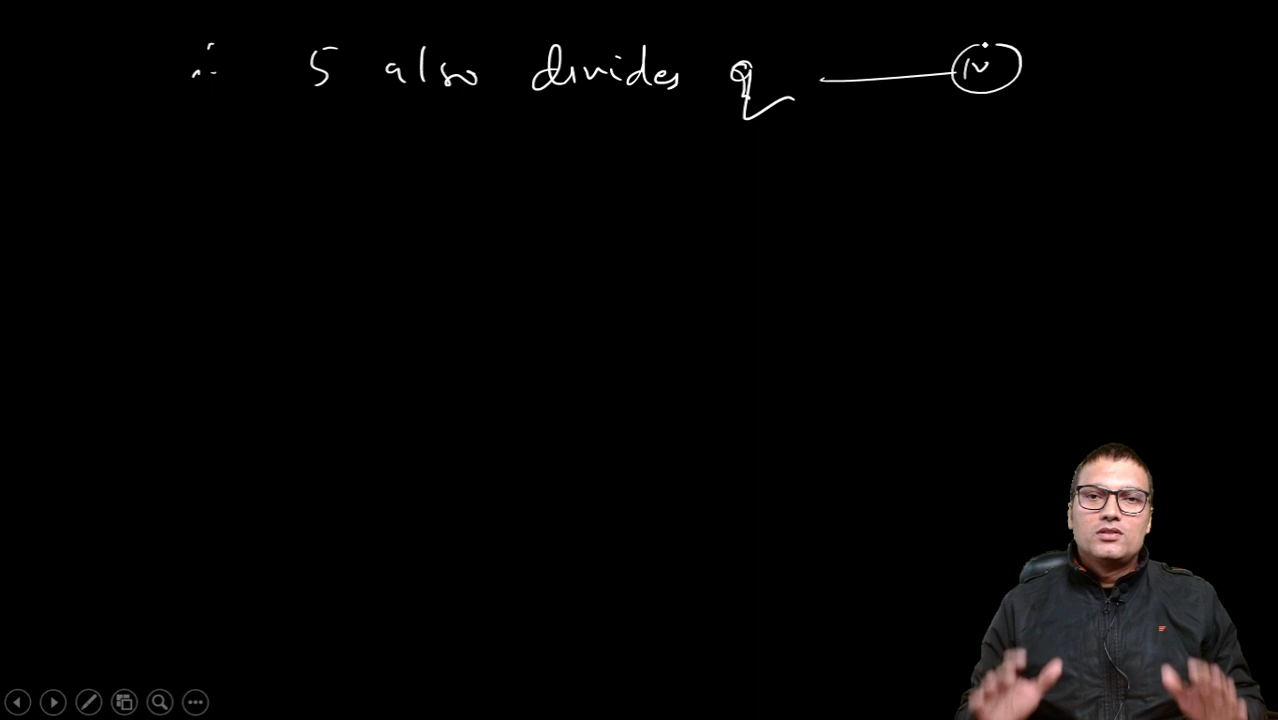 ∴ 5 also divides q — (iv)